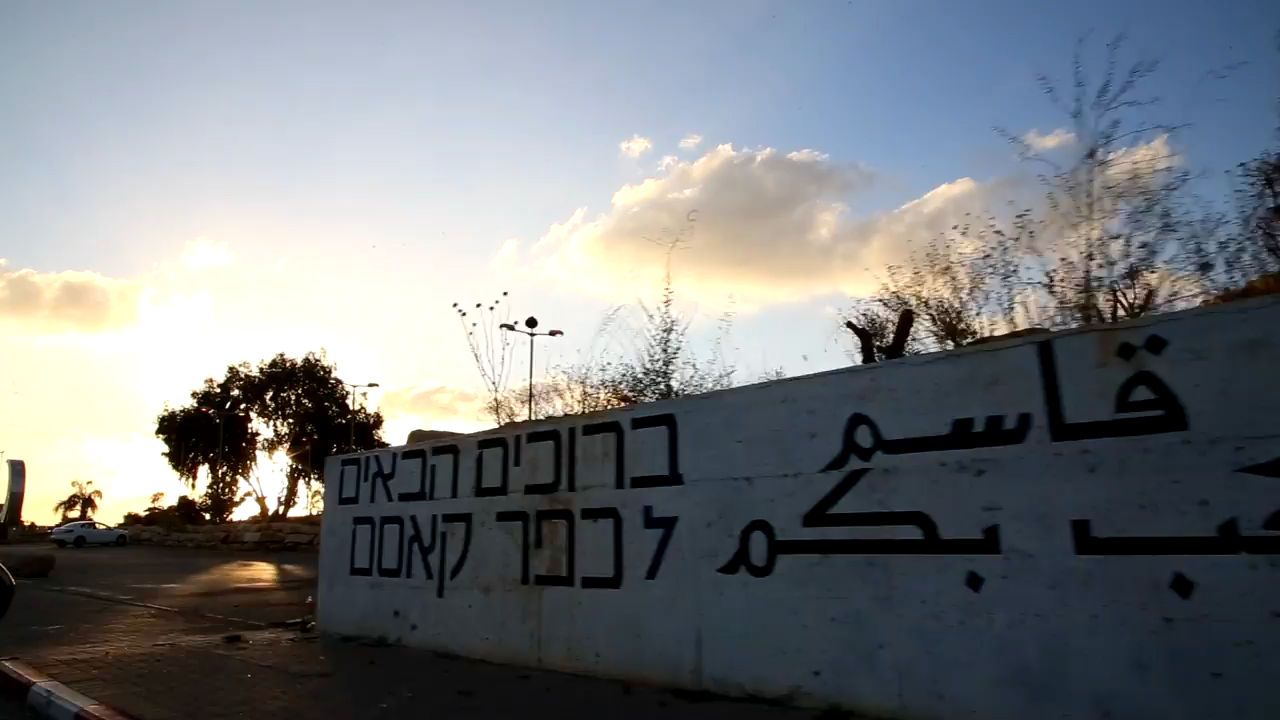 قاسم
بكم
ברוכים הבאים
לכפר קאסם